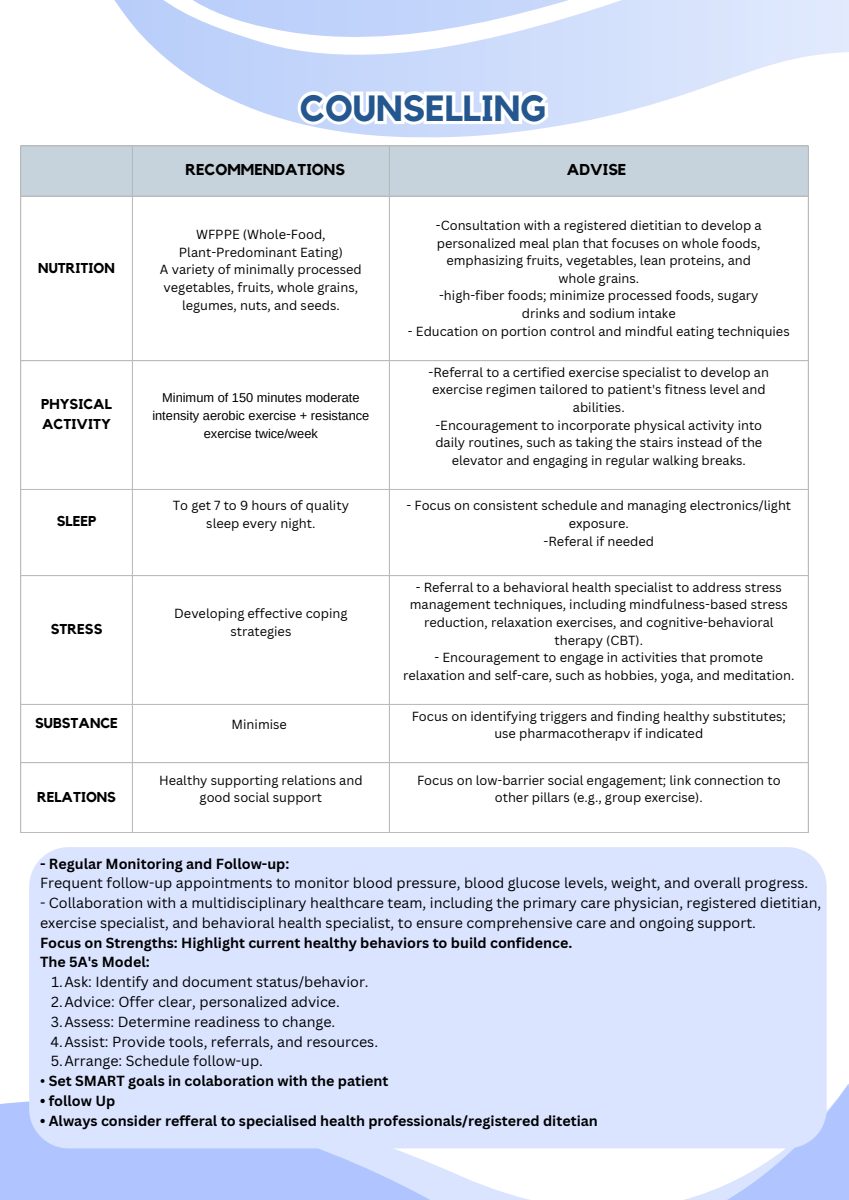 COUNSELLING
RECOMMENDATIONS
ADVISE
NUTRITION
WFPPE (Whole-Food,
Plant-Predominant Eating)
A variety of minimally processed
vegetables, fruits, whole grains,
legumes, nuts, and seeds.
-Consultation with a registered dietitian to develop a
personalized meal plan that focuses on whole foods,
emphasizing fruits, vegetables, lean proteins, and
whole grains.
-high-fiber foods; minimize processed foods, sugary
drinks and sodium intake
- Education on portion control and mindful eating techniquies
PHYSICAL
ACTIVITY
Minimum of 150 minutes moderate
intensity aerobic exercise + resistance
exercise twice/week
-Referral to a certified exercise specialist to develop an
exercise regimen tailored to patient's fitness level and
abilities.
-Encouragement to incorporate physical activity into
daily routines, such as taking the stairs instead of the
elevator and engaging in regular walking breaks.
SLEEP
To get 7 to 9 hours of quality
sleep every night.
- Focus on consistent schedule and managing electronics/light
exposure.
-Referal if needed
STRESS
Developing effective coping
strategies
- Referral to a behavioral health specialist to address stress
management techniques, including mindfulness-based stress
reduction, relaxation exercises, and cognitive-behavioral
therapy (CBT).
- Encouragement to engage in activities that promote
relaxation and self-care, such as hobbies, yoga, and meditation.
SUBSTANCE
Minimise
Focus on identifying triggers and finding healthy substitutes;
use pharmacotherapv if indicated
RELATIONS
Healthy supporting relations and
good social support
Focus on low-barrier social engagement; link connection to
other pillars (e.g., group exercise).
- Regular Monitoring and Follow-up:
Frequent follow-up appointments to monitor blood pressure, blood glucose levels, weight, and overall progress.
- Collaboration with a multidisciplinary healthcare team, including the primary care physician, registered dietitian,
exercise specialist, and behavioral health specialist, to ensure comprehensive care and ongoing support.
Focus on Strengths: Highlight current healthy behaviors to build confidence.
The 5A's Model:
1. Ask: Identify and document status/behavior.
2. Advice: Offer clear, personalized advice.
3. Assess: Determine readiness to change.
4. Assist: Provide tools, referrals, and resources.
5. Arrange: Schedule follow-up.
• Set SMART goals in colaboration with the patient
• follow Up
• Always consider refferal to specialised health professionals/registered ditetian